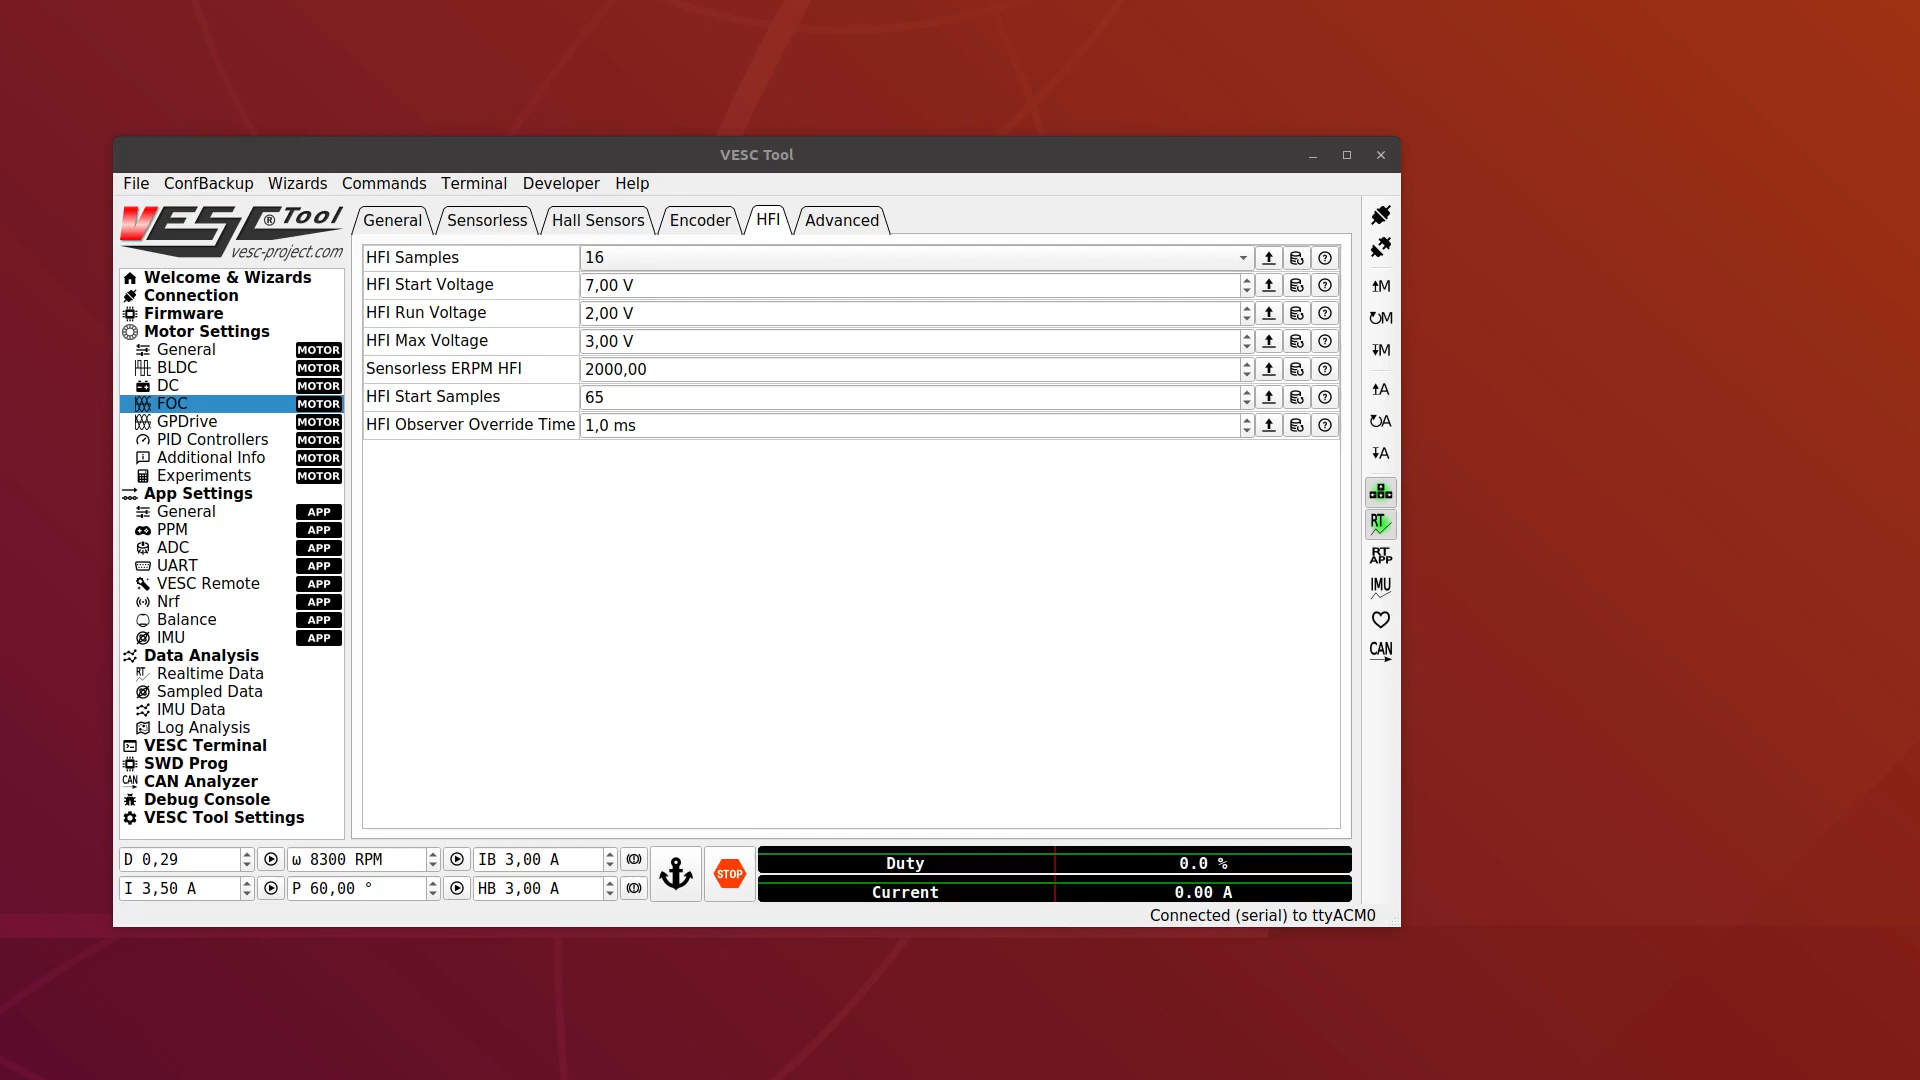 VESC Tool
File ConfBackup Wizards Commands Terminal Developer Help
VESC® Tool
vesc-project.com
General Sensorless Hall Sensors Encoder HFI Advanced
Welcome & Wizards
Connection
Firmware
Motor Settings
General MOTOR
BLDC MOTOR
DC MOTOR
FOC MOTOR
GPDrive MOTOR
PID Controllers MOTOR
Additional Info MOTOR
Experiments MOTOR
App Settings
General APP
PPM APP
ADC APP
UART APP
VESC Remote APP
Nrf APP
Balance APP
IMU APP
Data Analysis
RT Realtime Data
Sampled Data
IMU Data
Log Analysis
VESC Terminal
SWD Prog
CAN CAN Analyzer
Debug Console
VESC Tool Settings
HFI Samples 16
HFI Start Voltage 7,00 V
HFI Run Voltage 2,00 V
HFI Max Voltage 3,00 V
Sensorless ERPM HFI 2000,00
HFI Start Samples 65
HFI Observer Override Time 1,0 ms
M
M
M
A
A
A
RT
RT APP
IMU
CAN
D 0,29 ω 8300 RPM IB 3,00 A
I 3,50 A P 60,00 ° HB 3,00 A
STOP
Duty 0.0 %
Current 0.00 A
Connected (serial) to ttyACM0